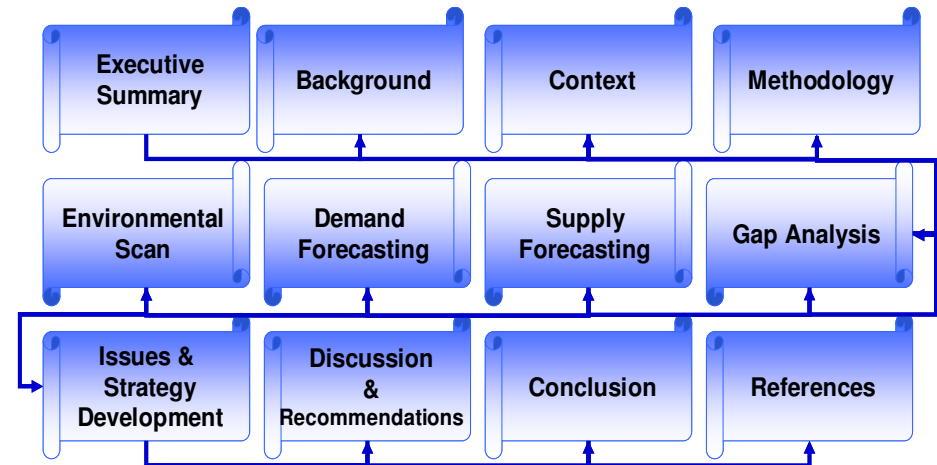 Executive
Summary
Background
Context
Methodology
Environmental
Scan
Demand
Forecasting
Supply
Forecasting
Gap Analysis
Issues &
Strategy
Development
Discussion
&
Recommendations
Conclusion
References